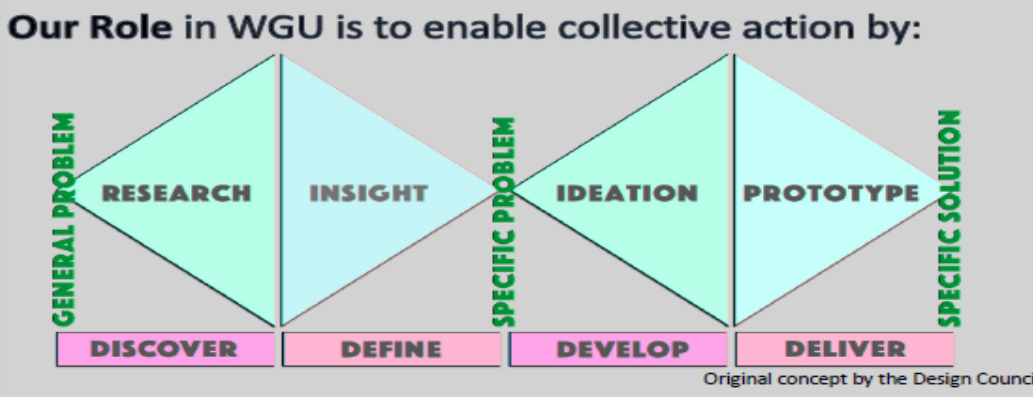 Our Role in WGU is to enable collective action by:
GENERAL PROBLEM
RESEARCH
INSIGHT
SPECIFIC PROBLEM
IDEATION
PROTOTYPE
SPECIFIC SOLUTION
DISCOVER
DEFINE
DEVELOP
DELIVER
Original concept by the Design Counci